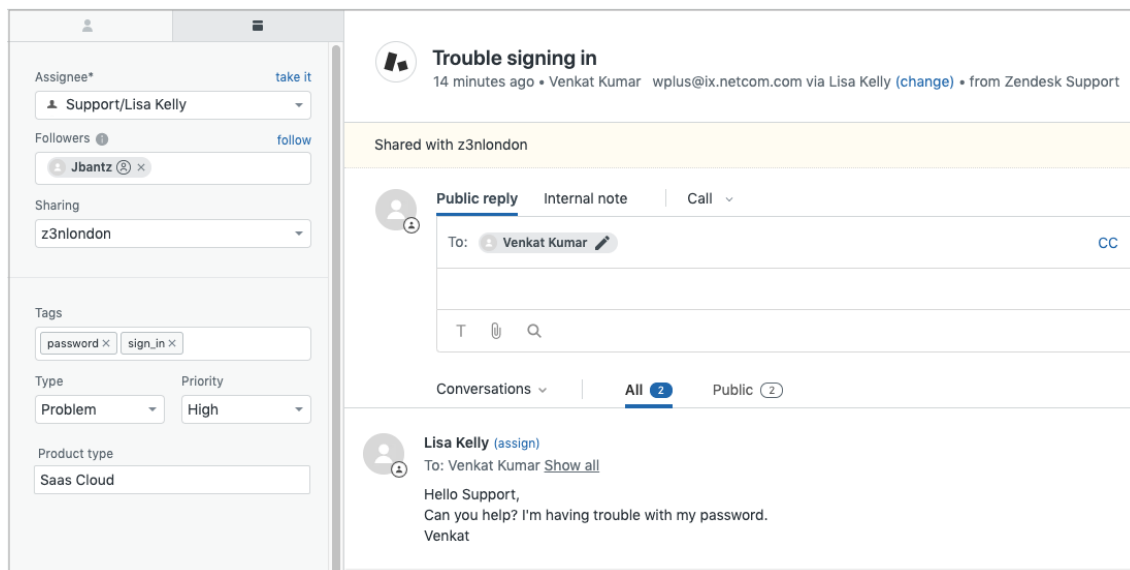 Assignee* take it
Support/Lisa Kelly
Followers follow
Jbantz ×
Sharing
z3nlondon
Tags
password × sign_in ×
Type Priority
Problem High
Product type
Saas Cloud
Trouble signing in
14 minutes ago • Venkat Kumar wplus@ix.netcom.com via Lisa Kelly (change) • from Zendesk Support
Shared with z3nlondon
Public reply Internal note Call
To: Venkat Kumar CC
T
Conversations All 2 Public 2
Lisa Kelly (assign)
To: Venkat Kumar Show all
Hello Support,
Can you help? I'm having trouble with my password.
Venkat